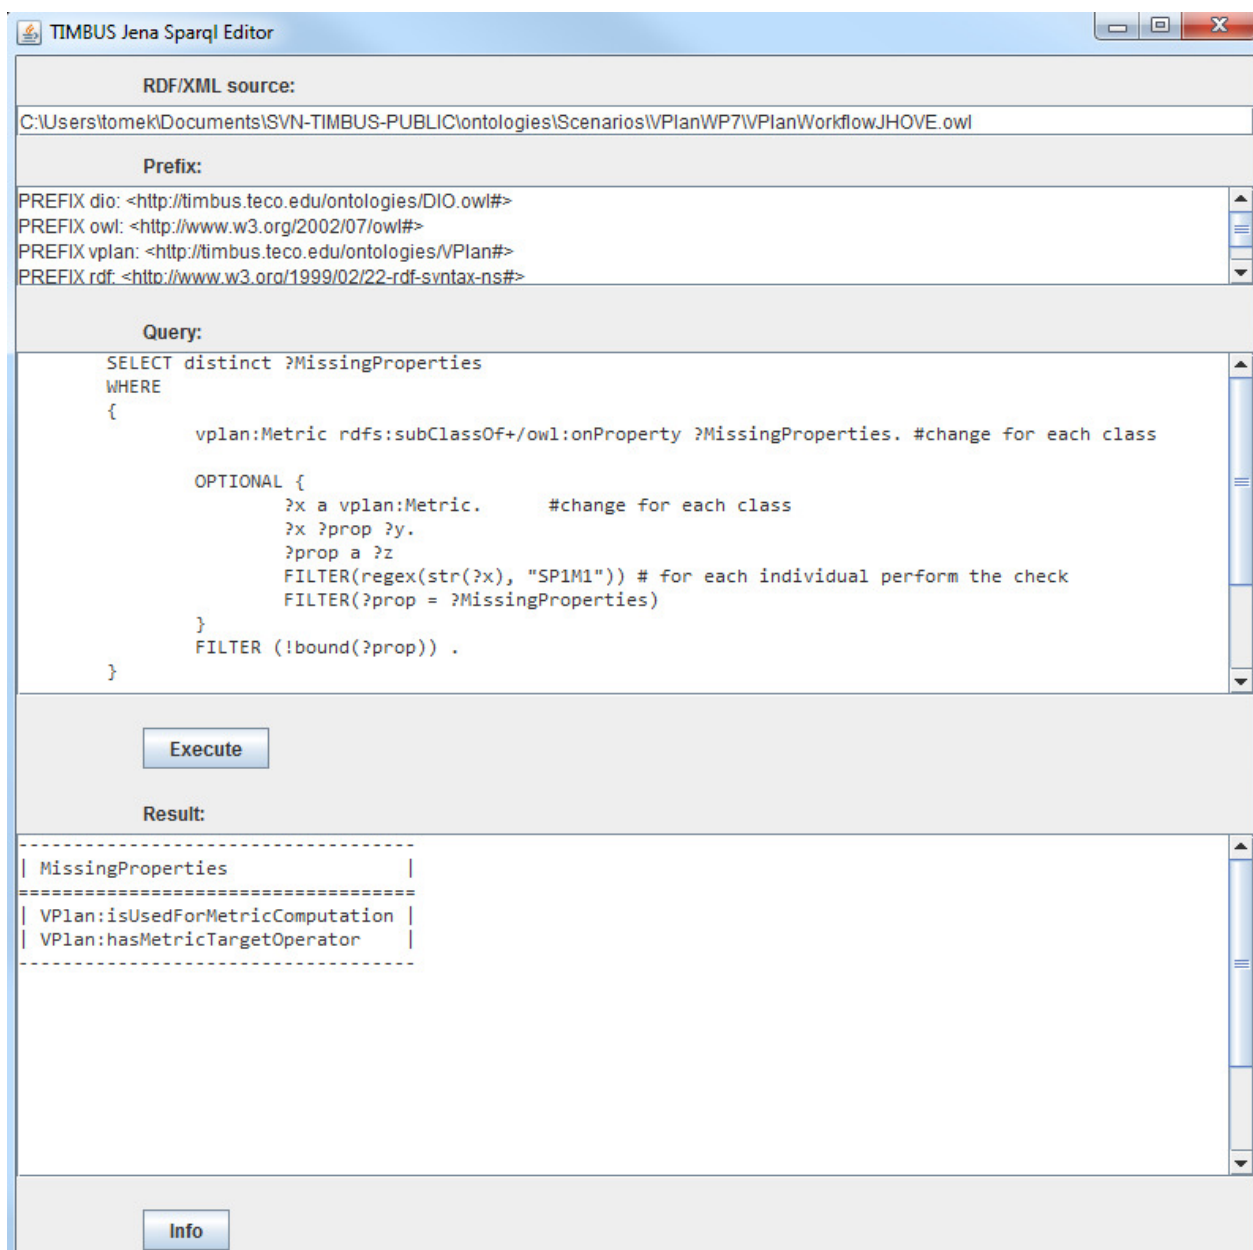 TIMBUS Jena Sparql Editor
RDF/XML source:
C:\Users\tomek\Documents\SVN-TIMBUS-PUBLIC\ontologies\Scenarios\VPlanWP7\VPlanWorkflowJHOVE.owl
Prefix:
PREFIX dio: <http://timbus.teco.edu/ontologies/DIO.owl#>
PREFIX owl: <http://www.w3.org/2002/07/owl#>
PREFIX vplan: <http://timbus.teco.edu/ontologies/VPlan#>
PREFIX rdf: <http://www.w3.org/1999/02/22-rdf-syntax-ns#>
Query:
SELECT distinct ?MissingProperties
WHERE
{
vplan:Metric rdfs:subClassOf+/owl:onProperty ?MissingProperties. #change for each class
OPTIONAL {
?x a vplan:Metric. #change for each class
?x ?prop ?y.
?prop a ?z
FILTER(regex(str(?x), "SP1M1")) # for each individual perform the check
FILTER(?prop = ?MissingProperties)
}
FILTER (!bound(?prop)) .
}
Execute
Result:
------------------------------------
| MissingProperties |
====================================
| VPlan:isUsedForMetricComputation |
| VPlan:hasMetricTargetOperator |
------------------------------------
Info